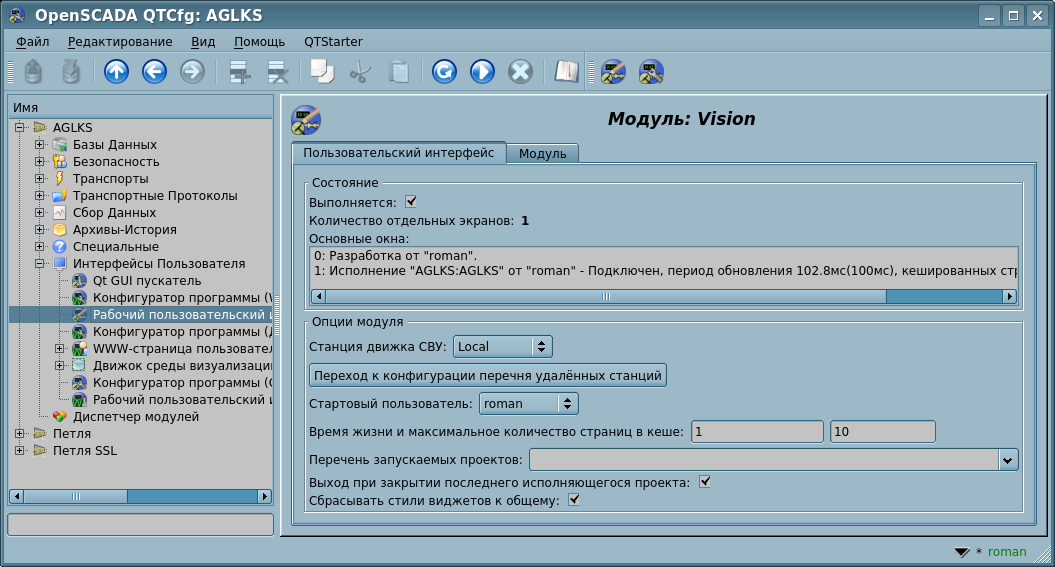 OpenSCADA QTCfg: AGLKS
Файл Редактирование Вид Помощь QTStarter
Имя
AGLKS
Базы Данных
Безопасность
Транспорты
Транспортные Протоколы
Сбор Данных
Архивы-История
Специальные
Интерфейсы Пользователя
Qt GUI пускатель
Конфигуратор программы (
Рабочий пользовательский
Конфигуратор программы (
WWW-страница пользовател
Движок среды визуализации
Конфигуратор программы (
Рабочий пользовательский
Диспетчер модулей
Петля
Петля SSL
Модуль: Vision
Пользовательский интерфейс Модуль
Состояние
Выполняется:
Количество отдельных экранов: 1
Основные окна:
0: Разработка от "roman".
1: Исполнение "AGLKS:AGLKS" от "roman" - Подключен, период обновления 102.8мс(100мс), кешированных стр
Опции модуля
Станция движка СВУ: Local
Переход к конфигурации перечня удалённых станций
Стартовый пользователь: roman
Время жизни и максимальное количество страниц в кеше: 1 10
Перечень запускаемых проектов:
Выход при закрытии последнего исполняющегося проекта:
Сбрасывать стили виджетов к общему:
* roman